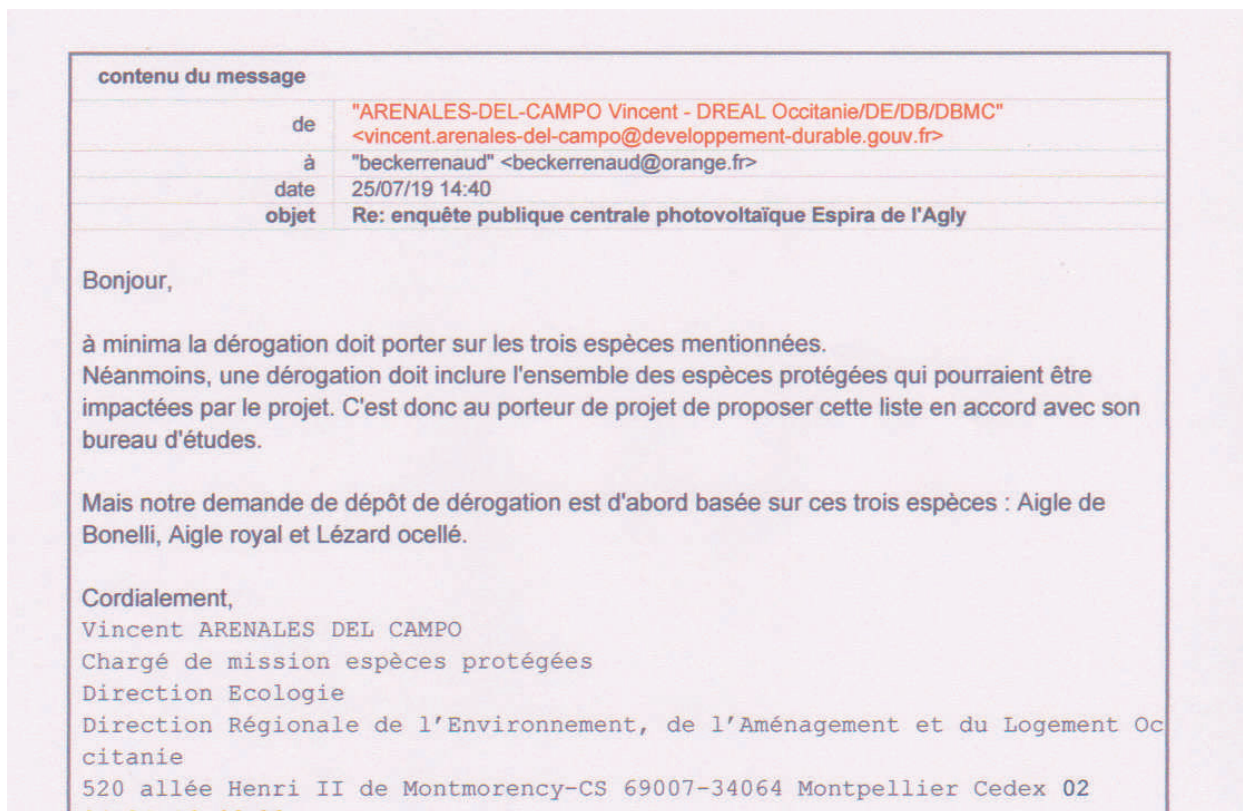 contenu du message
de "ARENALES-DEL-CAMPO Vincent - DREAL Occitanie/DE/DB/DBMC"
<vincent.arenales-del-campo@developpement-durable.gouv.fr>
à "beckerrenaud" <beckerrenaud@orange.fr>
date 25/07/19 14:40
objet Re: enquête publique centrale photovoltaïque Espira de l'Agly
Bonjour,
à minima la dérogation doit porter sur les trois espèces mentionnées.
Néanmoins, une dérogation doit inclure l'ensemble des espèces protégées qui pourraient être
impactées par le projet. C'est donc au porteur de projet de proposer cette liste en accord avec son
bureau d'études.
Mais notre demande de dépôt de dérogation est d'abord basée sur ces trois espèces : Aigle de
Bonelli, Aigle royal et Lézard ocellé.
Cordialement,
Vincent ARENALES DEL CAMPO
Chargé de mission espèces protégées
Direction Ecologie
Direction Régionale de l’Environnement, de l’Aménagement et du Logement Oc
citanie
520 allée Henri II de Montmorency-CS 69007-34064 Montpellier Cedex 02